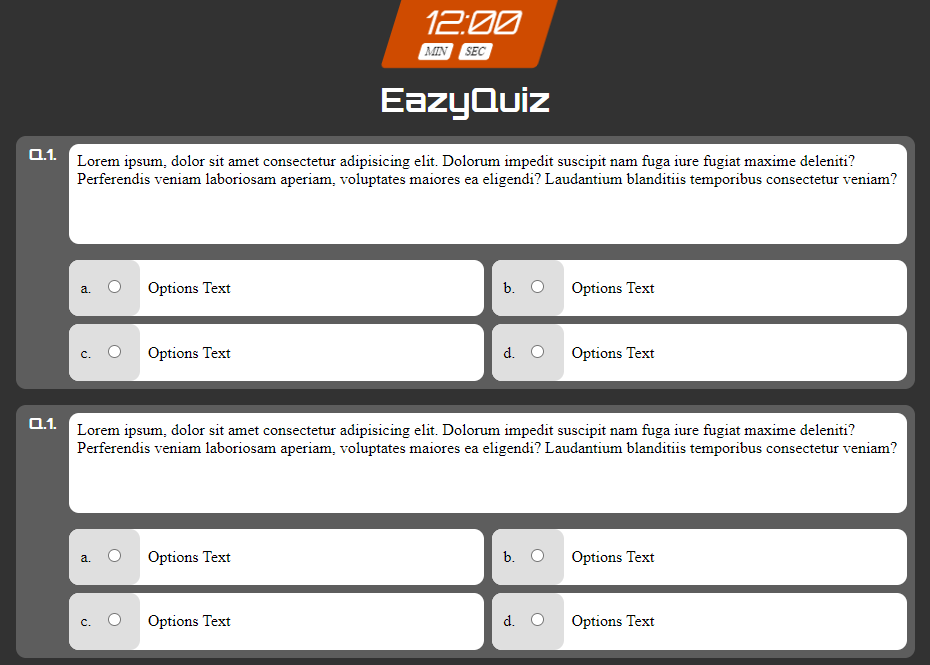 12:00
MIN SEC
EazyQuiz
Q.1.
Lorem ipsum, dolor sit amet consectetur adipisicing elit. Dolorum impedit suscipit nam fuga iure fugiat maxime deleniti?
Perferendis veniam laboriosam aperiam, voluptates maiores ea eligendi? Laudantium blanditiis temporibus consectetur veniam?
a. Options Text
b. Options Text
c. Options Text
d. Options Text
Q.1.
Lorem ipsum, dolor sit amet consectetur adipisicing elit. Dolorum impedit suscipit nam fuga iure fugiat maxime deleniti?
Perferendis veniam laboriosam aperiam, voluptates maiores ea eligendi? Laudantium blanditiis temporibus consectetur veniam?
a. Options Text
b. Options Text
c. Options Text
d. Options Text